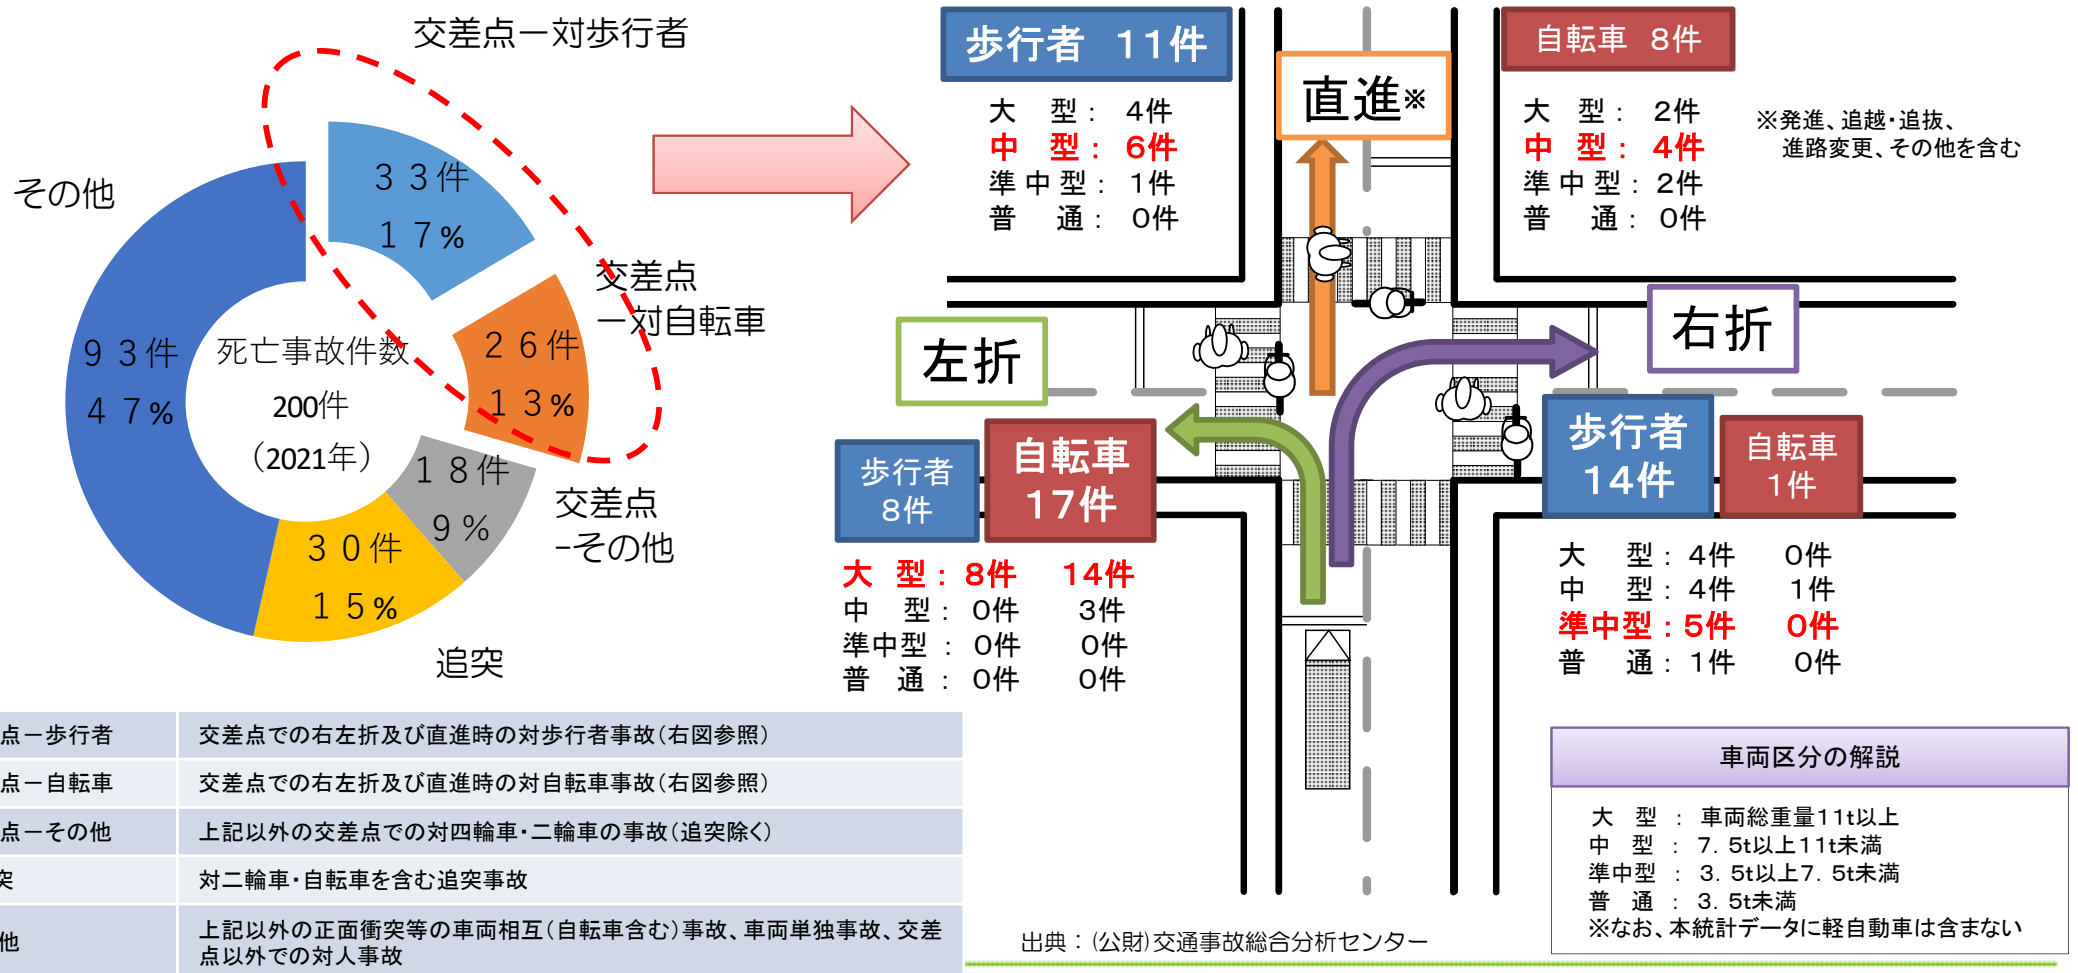 交差点－対歩行者
３３件
１７%
その他
９３件
４７%
死亡事故件数
200件
（2021年）
交差点
－対自転車
２６件
１３%
１８件
９%
交差点
-その他
３０件
１５%
追突
歩行者　11件
大　型：　4件
中　型：　6件
準中型：　1件
普　通：　0件
直進※
自転車　8件
大　型：　2件
中　型：　4件
準中型：　2件
普　通：　0件
※発進、追越・追抜、
進路変更、その他を含む
左折
右折
歩行者
8件
自転車
17件
大　型：8件　14件
中　型：0件　3件
準中型：0件　0件
普　通：0件　0件
歩行者
14件
自転車
1件
大　型：4件　0件
中　型：4件　1件
準中型：5件　0件
普　通：1件　0件
点－歩行者　交差点での右左折及び直進時の対歩行者事故（右図参照）
点－自転車　交差点での右左折及び直進時の対自転車事故（右図参照）
点－その他　上記以外の交差点での対四輪車・二輪車の事故（追突除く）
突　対二輪車・自転車を含む追突事故
他　上記以外の正面衝突等の車両相互（自転車含む）事故、車両単独事故、交差
点以外での対人事故
車両区分の解説
大　型　：　車両総重量11t以上
中　型　：　7．5t以上11t未満
準中型　：　3．5t以上7．5t未満
普　通　：　3．5t未満
※なお、本統計データに軽自動車は含まない
出典：(公財)交通事故総合分析センター